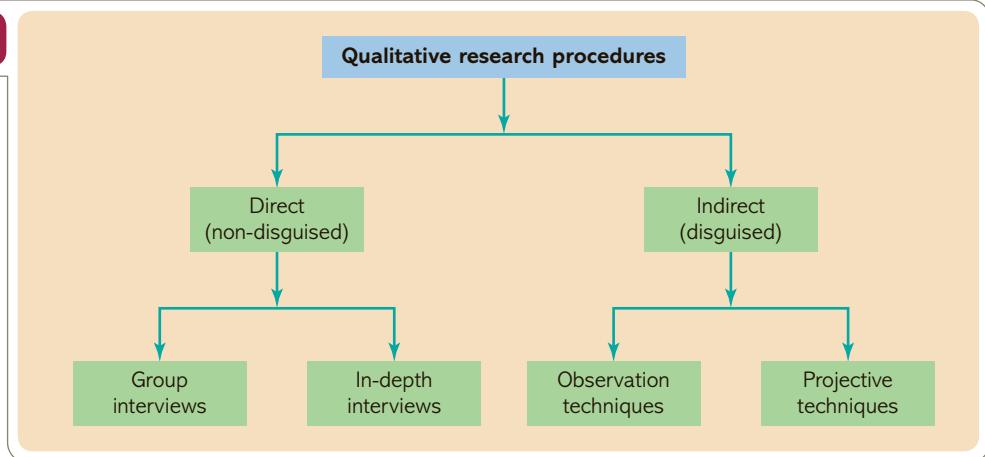 Qualitative research procedures
Direct
(non-disguised)
Indirect
(disguised)
Group
interviews
In-depth
interviews
Observation
techniques
Projective
techniques